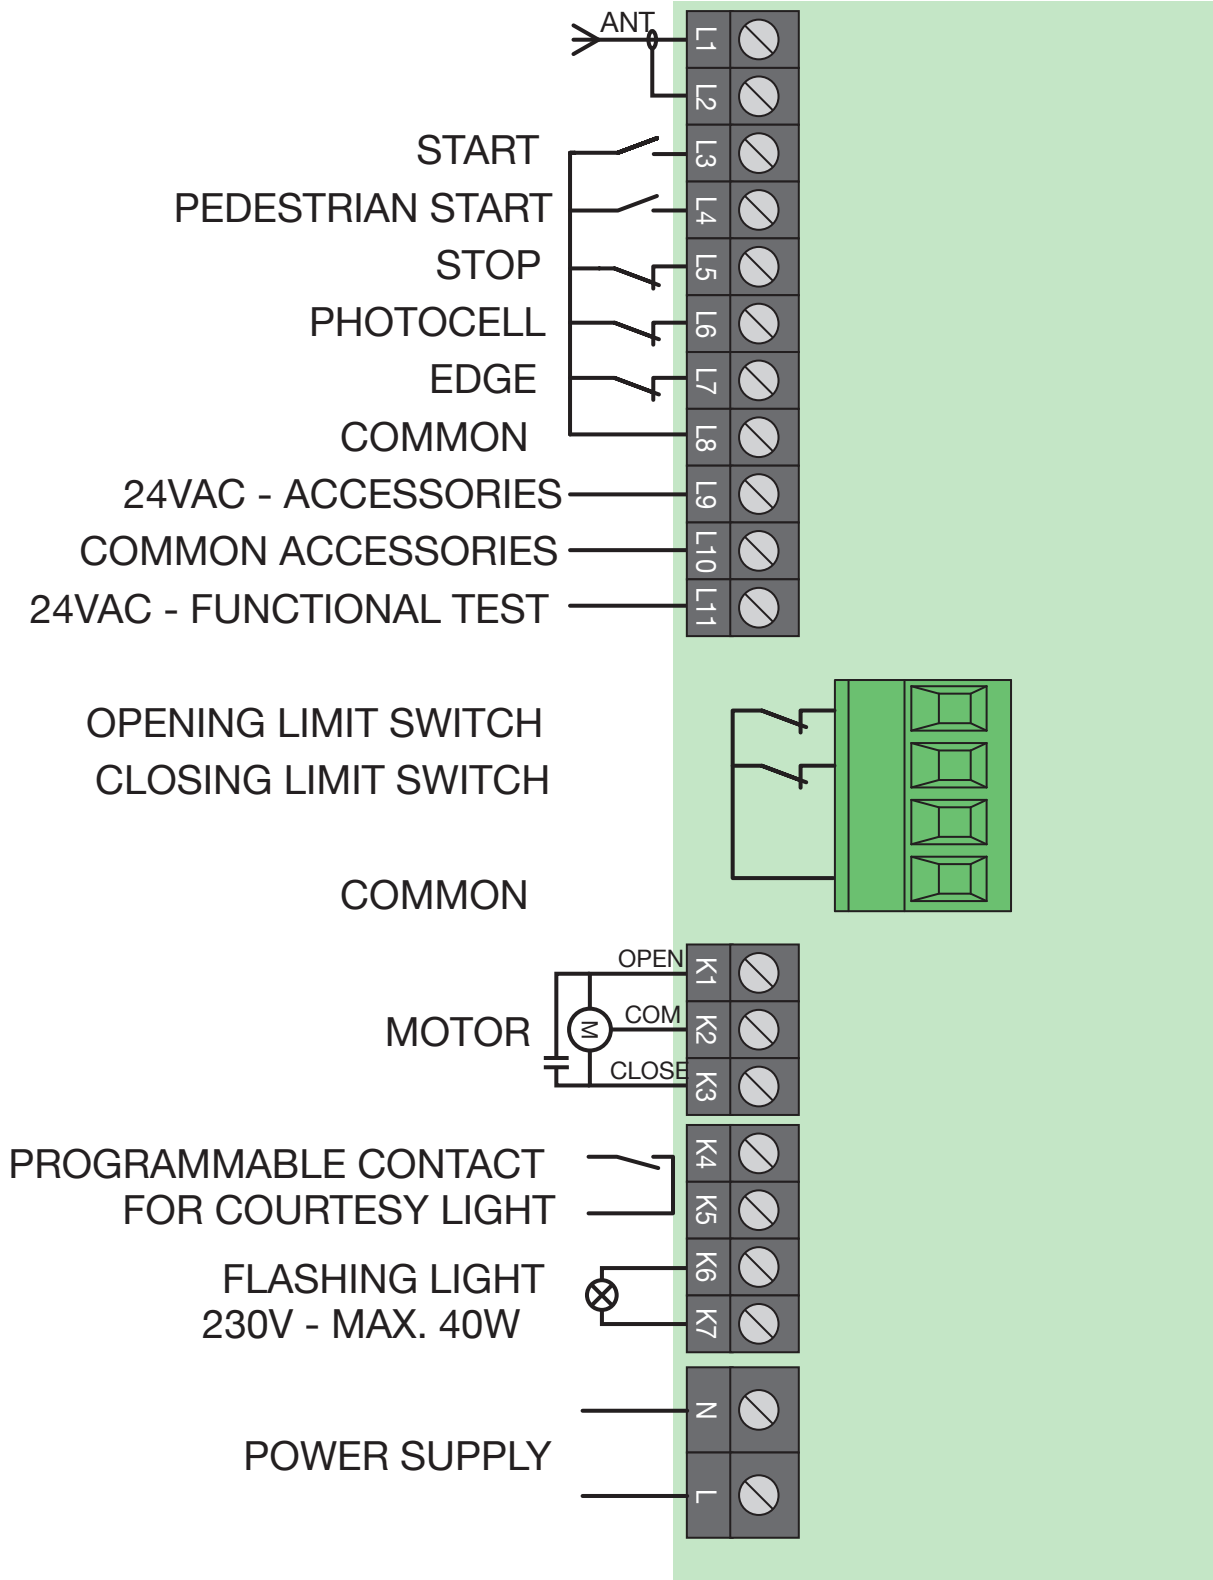 ANT
L1
L2
START
L3
PEDESTRIAN START
L4
STOP
L5
PHOTOCELL
L6
EDGE
L7
COMMON
L8
24VAC - ACCESSORIES
L9
COMMON ACCESSORIES
L10
24VAC - FUNCTIONAL TEST
L11
OPENING LIMIT SWITCH
CLOSING LIMIT SWITCH
COMMON
OPEN
K1
MOTOR
M
COM
K2
CLOSE
K3
PROGRAMMABLE CONTACT
K4
FOR COURTESY LIGHT
K5
FLASHING LIGHT
K6
230V - MAX. 40W
K7
N
POWER SUPPLY
L